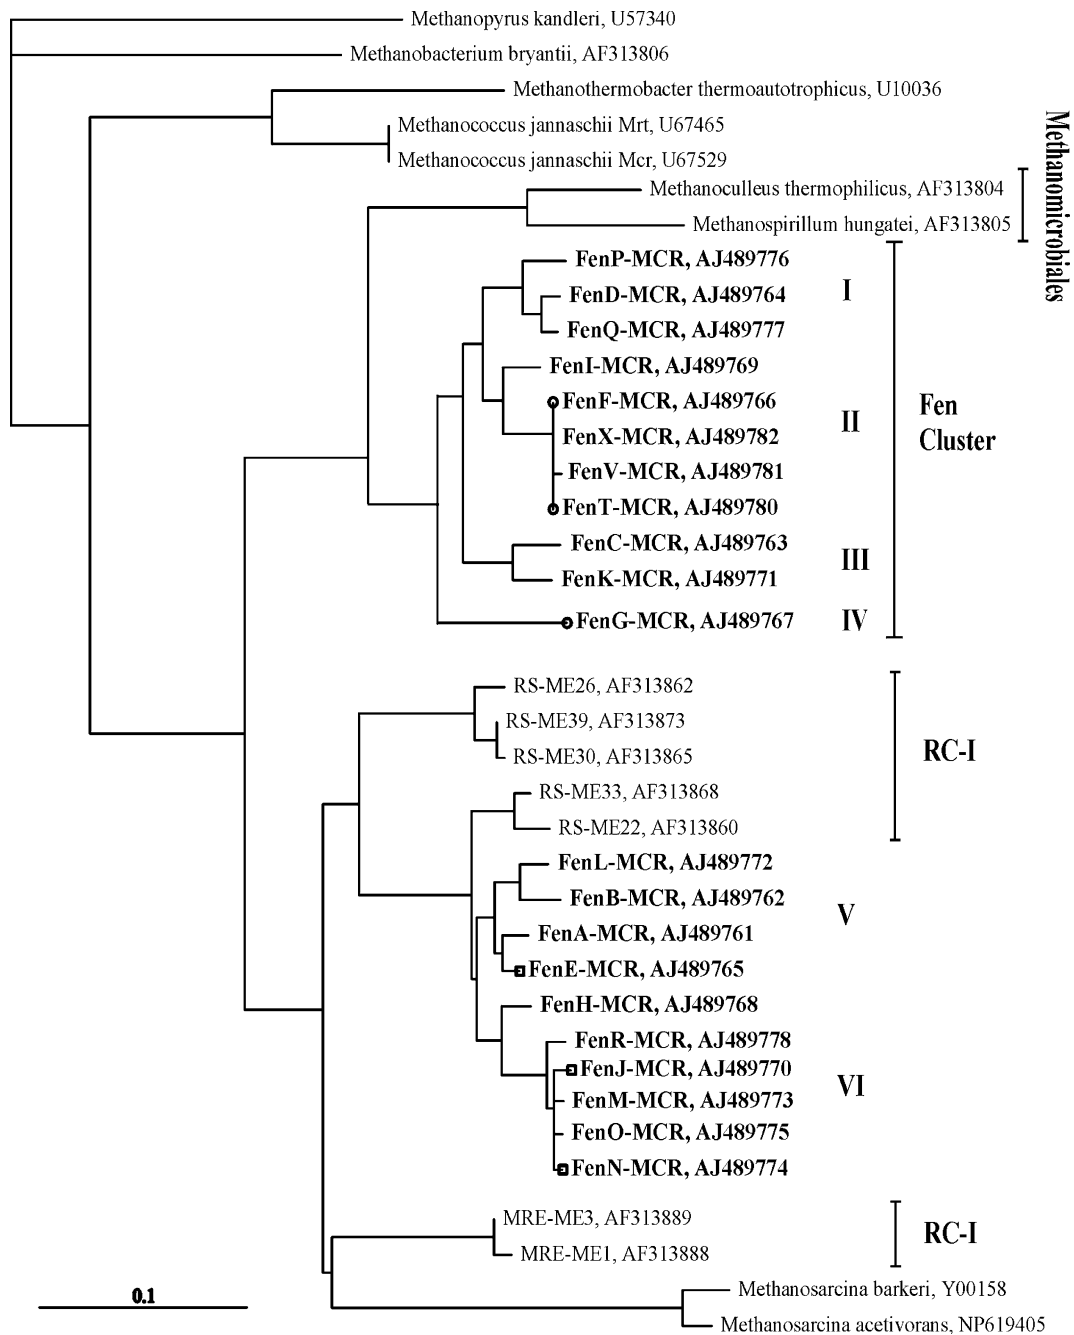 Methanopyrus kandleri, U57340
Methanobacterium bryantii, AF313806
Methanothermobacter thermoautotrophicus, U10036
Methanococcus jannaschii Mrt, U67465
Methanococcus jannaschii Mcr, U67529
Methanoculleus thermophilicus, AF313804
Methanospirillum hungatei, AF313805
Methanomicrobiales
FenP-MCR, AJ489776
FenD-MCR, AJ489764
I
FenQ-MCR, AJ489777
FenI-MCR, AJ489769
FenF-MCR, AJ489766
FenX-MCR, AJ489782
II
FenV-MCR, AJ489781
FenT-MCR, AJ489780
Fen
Cluster
FenC-MCR, AJ489763
FenK-MCR, AJ489771
III
FenG-MCR, AJ489767
IV
RS-ME26, AF313862
RS-ME39, AF313873
RS-ME30, AF313865
RC-I
RS-ME33, AF313868
RS-ME22, AF313860
FenL-MCR, AJ489772
FenB-MCR, AJ489762
V
FenA-MCR, AJ489761
FenE-MCR, AJ489765
FenH-MCR, AJ489768
FenR-MCR, AJ489778
FenJ-MCR, AJ489770
VI
FenM-MCR, AJ489773
FenO-MCR, AJ489775
FenN-MCR, AJ489774
MRE-ME3, AF313889
RC-I
MRE-ME1, AF313888
Methanosarcina barkeri, Y00158
0.1
Methanosarcina acetivorans, NP619405